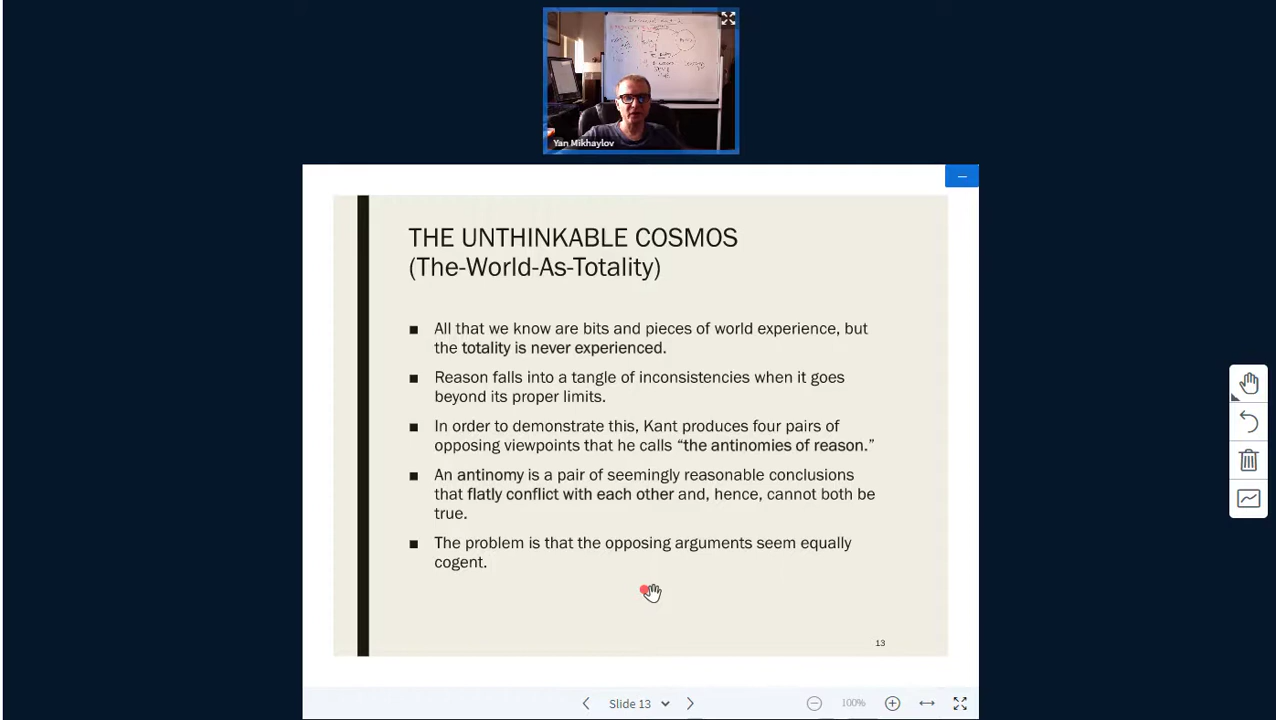 Yan Mikhaylov
THE UNTHINKABLE COSMOS
(The-World-As-Totality)
■ All that we know are bits and pieces of world experience, but
the totality is never experienced.
■ Reason falls into a tangle of inconsistencies when it goes
beyond its proper limits.
■ In order to demonstrate this, Kant produces four pairs of
opposing viewpoints that he calls “the antinomies of reason.”
■ An antinomy is a pair of seemingly reasonable conclusions
that flatly conflict with each other and, hence, cannot both be
true.
■ The problem is that the opposing arguments seem equally
cogent.
13
Slide 13
100%